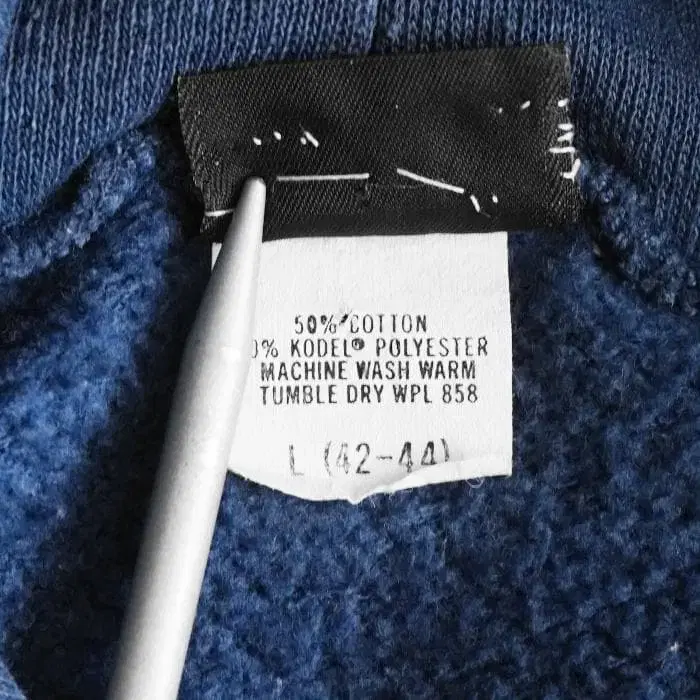 50% COTTON
0% KODEL® POLYESTER
MACHINE WASH WARM
TUMBLE DRY WPL 858
L (42-44)